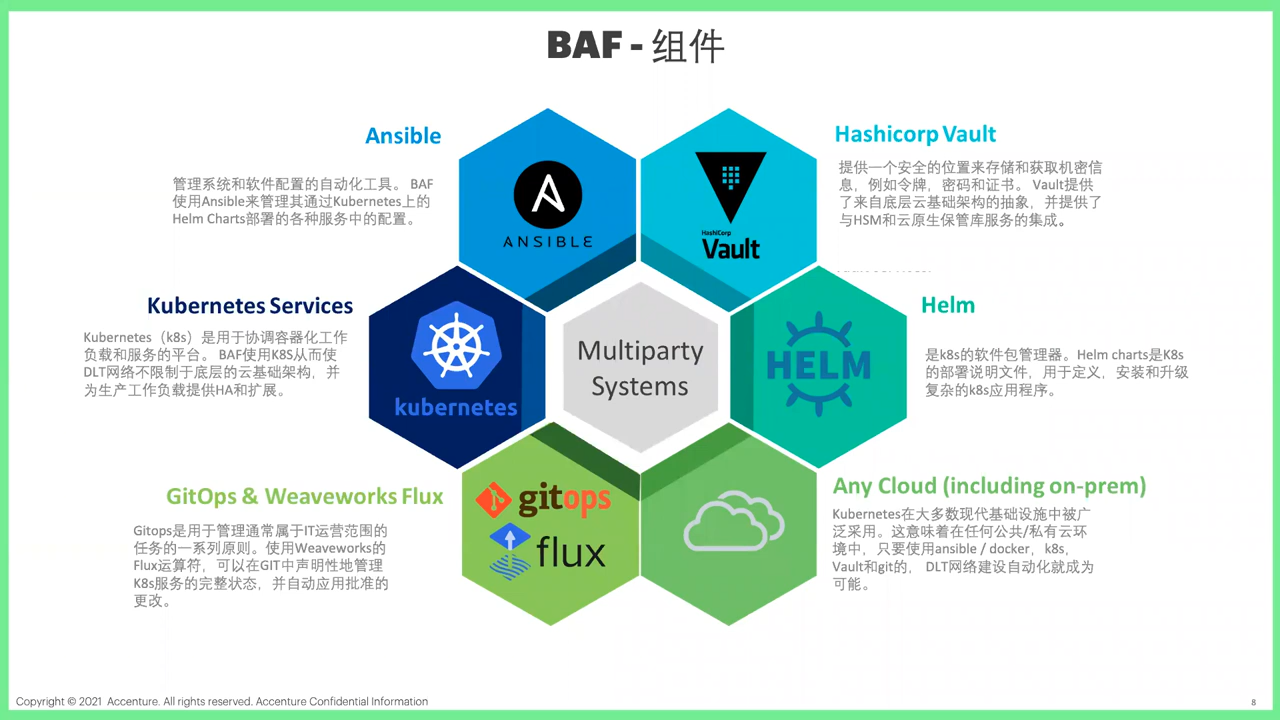 BAF - 组件
Ansible
管理系统和软件配置的自动化工具。 BAF
使用Ansible来管理其通过Kubernetes上的
Helm Charts部署的各种服务中的配置。
ANSIBLE
HashiCorp
Vault
Hashicorp Vault
提供一个安全的位置来存储和获取机密信
息，例如令牌，密码和证书。 Vault提供
了来自底层云基础架构的抽象，并提供了
与HSM和云原生保管库服务的集成。
Kubernetes Services
Kubernetes（k8s）是用于协调容器化工作
负载和服务的平台。 BAF使用K8S从而使
DLT网络不限制于底层的云基础架构，并
为生产工作负载提供HA和扩展。
kubernetes
Multiparty
Systems
HELM
Helm
是k8s的软件包管理器。Helm charts是K8s
的部署说明文件，用于定义，安装和升级
复杂的k8s应用程序。
GitOps & Weaveworks Flux
Gitops是用于管理通常属于IT运营范围的
任务的一系列原则。使用Weaveworks的
Flux运算符，可以在GIT中声明性地管理
K8s服务的完整状态，并自动应用批准的
更改。
gitops
flux
Any Cloud (including on-prem)
Kubernetes在大多数现代基础设施中被广
泛采用。这意味着在任何公共/私有云环
境中，只要使用ansible / docker，k8s，
Vault和git的， DLT网络建设自动化就成为
可能。
Copyright © 2021 Accenture. All rights reserved. Accenture Confidential Information
8